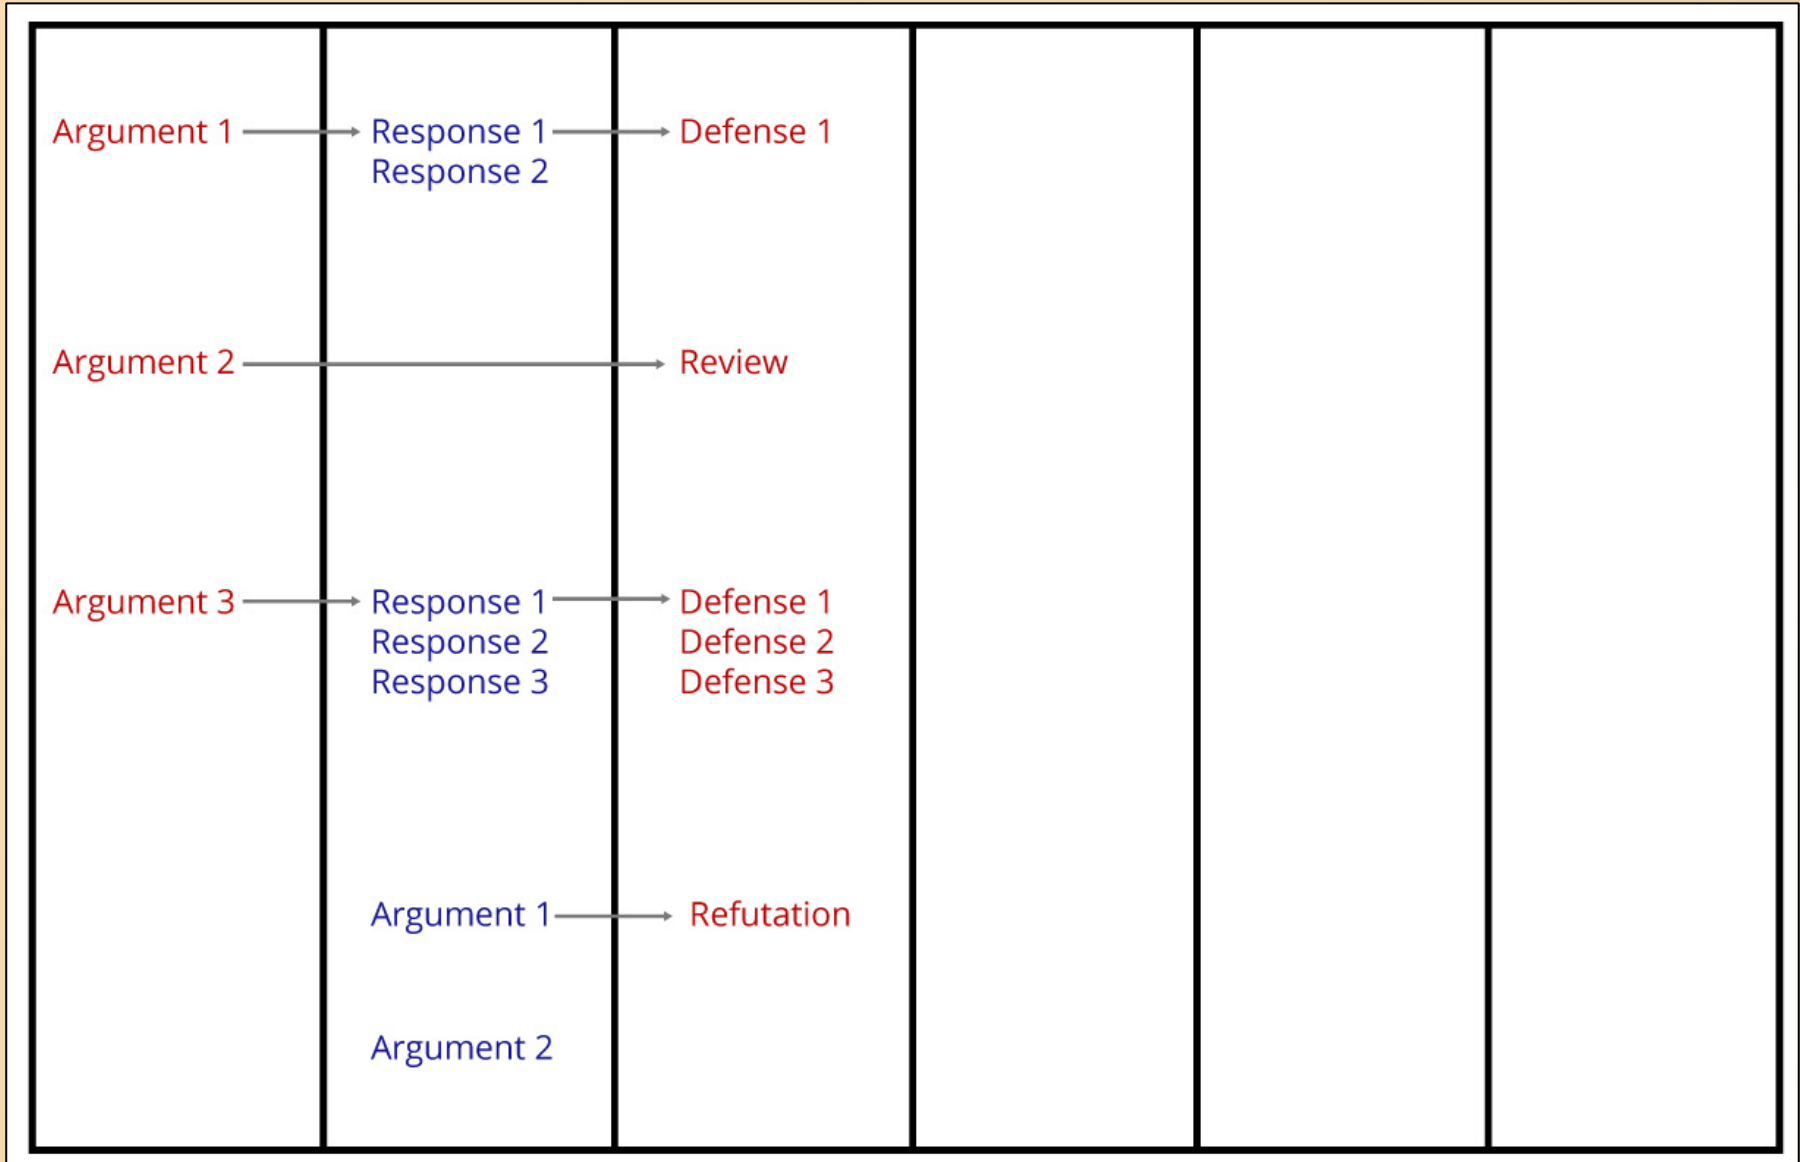 Argument 1
Response 1
Defense 1
Response 2
Argument 2
Review
Argument 3
Response 1
Defense 1
Response 2
Defense 2
Response 3
Defense 3
Argument 1
Refutation
Argument 2